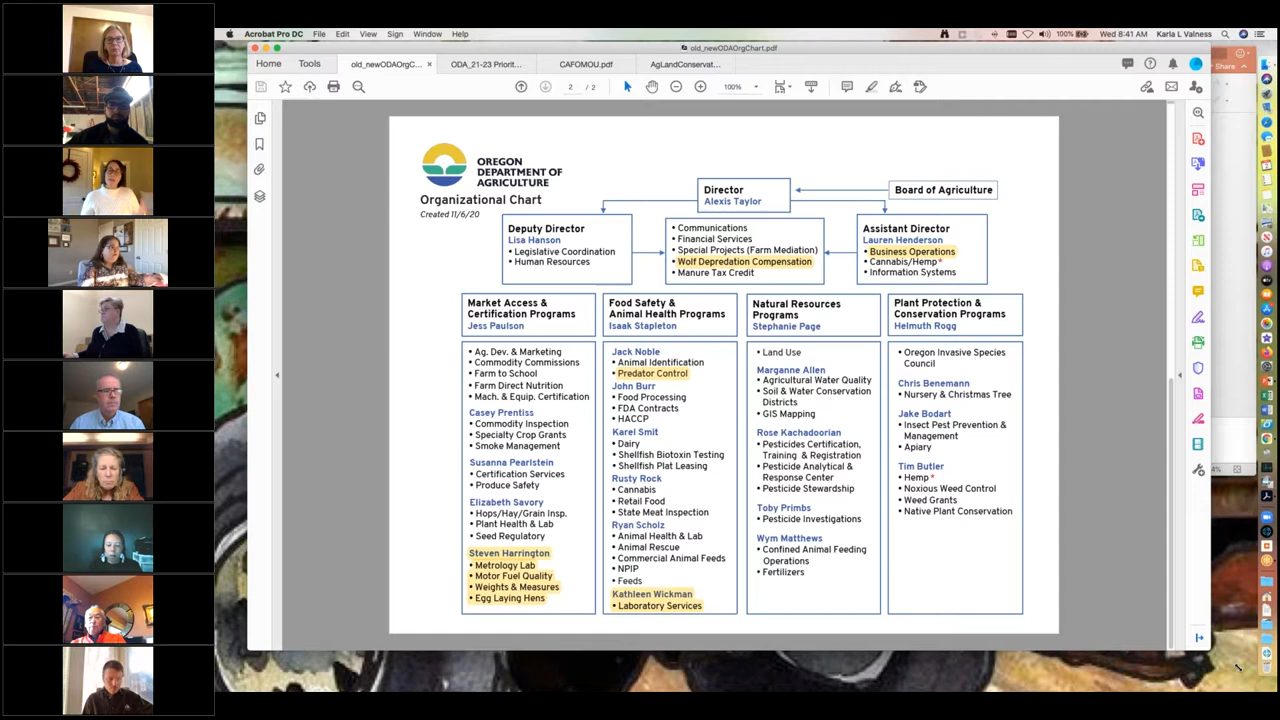 Acrobat Pro DC File Edit View Sign Window Help
100% Wed 8:41 AM Karla L Valness
old_newODAOrgChart.pdf
Home Tools old_newODAOrgC... × ODA_21-23 Priorit... CAFOMOU.pdf AgLandConservat...
Share
2 / 2 100%
OREGON
DEPARTMENT OF
AGRICULTURE
Organizational Chart
Created 11/6/20
Director
Alexis Taylor
Board of Agriculture
Deputy Director
Lisa Hanson
• Legislative Coordination
• Human Resources
• Communications
• Financial Services
• Special Projects (Farm Mediation)
• Wolf Depredation Compensation
• Manure Tax Credit
Assistant Director
Lauren Henderson
• Business Operations
• Cannabis/Hemp*
• Information Systems
Market Access &
Certification Programs
Jess Paulson
• Ag. Dev. & Marketing
• Commodity Commissions
• Farm to School
• Farm Direct Nutrition
• Mach. & Equip. Certification
Casey Prentiss
• Commodity Inspection
• Specialty Crop Grants
• Smoke Management
Susanna Pearlstein
• Certification Services
• Produce Safety
Elizabeth Savory
• Hops/Hay/Grain Insp.
• Plant Health & Lab
• Seed Regulatory
Steven Harrington
• Metrology Lab
• Motor Fuel Quality
• Weights & Measures
• Egg Laying Hens
Food Safety &
Animal Health Programs
Isaak Stapleton
Jack Noble
• Animal Identification
• Predator Control
John Burr
• Food Processing
• FDA Contracts
• HACCP
Karel Smit
• Dairy
• Shellfish Biotoxin Testing
• Shellfish Plat Leasing
Rusty Rock
• Cannabis
• Retail Food
• State Meat Inspection
Ryan Scholz
• Animal Health & Lab
• Animal Rescue
• Commercial Animal Feeds
• NPIP
• Feeds
Kathleen Wickman
• Laboratory Services
Natural Resources
Programs
Stephanie Page
• Land Use
Marganne Allen
• Agricultural Water Quality
• Soil & Water Conservation
Districts
• GIS Mapping
Rose Kachadoorian
• Pesticides Certification,
Training & Registration
• Pesticide Analytical &
Response Center
• Pesticide Stewardship
Toby Primbs
• Pesticide Investigations
Wym Matthews
• Confined Animal Feeding
Operations
• Fertilizers
Plant Protection &
Conservation Programs
Helmuth Rogg
• Oregon Invasive Species
Council
Chris Benemann
• Nursery & Christmas Tree
Jake Bodart
• Insect Pest Prevention &
Management
• Apiary
Tim Butler
• Hemp *
• Noxious Weed Control
• Weed Grants
• Native Plant Conservation